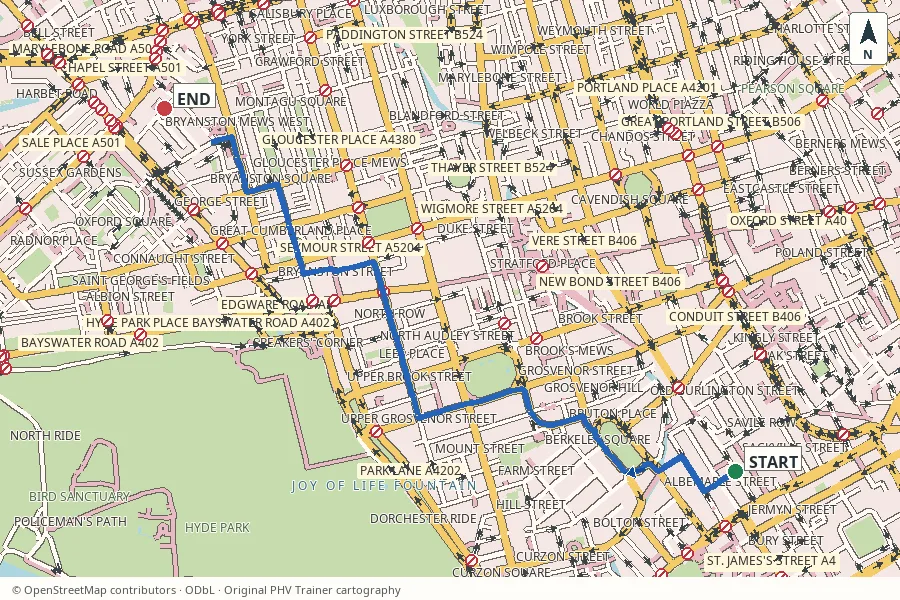 SALISBURY PLACE
LUXBOROUGH STREET
BELL STREET
YORK STREET
PADDINGTON STREET B524
WEYMOUTH STREET
N
MARYLEBONE ROAD A501
WIMPOLE STREET
CRAWFORD STREET
RIDING HOUSE STREET
HAPEL STREET A501
MARYLEBONE STREET
HARBET ROAD
END
MONTAGU SQUARE
PORTLAND PLACE A4201
PEARSON SQUARE
WORLD PIAZZA
BRYANSTON MEWS WEST
BLANDFORD STREET
GREAT PORTLAND STREET B506
SALE PLACE A501
GLOUCESTER PLACE A4380
WELBECK STREET
CHANDOS STREET
BERNERS MEWS
GLOUCESTER PLACE MEWS
THAYER STREET B524
BERNERS STREET
SUSSEX GARDENS
BRYANSTON SQUARE
EASTCASTLE STREET
GEORGE STREET
CAVENDISH SQUARE
WIGMORE STREET A5204
OXFORD SQUARE
OXFORD STREET A40
GREAT CUMBERLAND PLACE
DUKE STREET
RADNOR PLACE
SEYMOUR STREET A5204
VERE STREET B406
POLAND STREET
CONNAUGHT STREET
STRATFORD PLACE
BRYANSTON STREET
SAINT GEORGE'S FIELDS
NEW BOND STREET B406
ALBION STREET
EDGWARE ROAD
NORTH ROW
BROOK STREET
CONDUIT STREET B406
HYDE PARK PLACE BAYSWATER ROAD A402
NORTH AUDLEY STREET
KINGLY STREET
BAYSWATER ROAD A402
SPEAKERS' CORNER
LEES PLACE
BROOK'S MEWS
GROSVENOR STREET
UPPER BROOK STREET
GROSVENOR HILL
OLD BURLINGTON STREET
UPPER GROSVENOR STREET
BRUTON PLACE
SAVILE ROW
NORTH RIDE
BERKELEY SQUARE
SACKVILLE STREET
MOUNT STREET
START
PARK LANE A4202
FARM STREET
ALBEMARLE STREET
JOY OF LIFE FOUNTAIN
BIRD SANCTUARY
HILL STREET
JERMYN STREET
POLICEMAN'S PATH
HYDE PARK
DORCHESTER RIDE
BOLTON STREET
BURY STREET
CURZON STREET
ST. JAMES'S STREET A4
CURZON SQUARE
© OpenStreetMap contributors · ODbL · Original PHV Trainer cartography